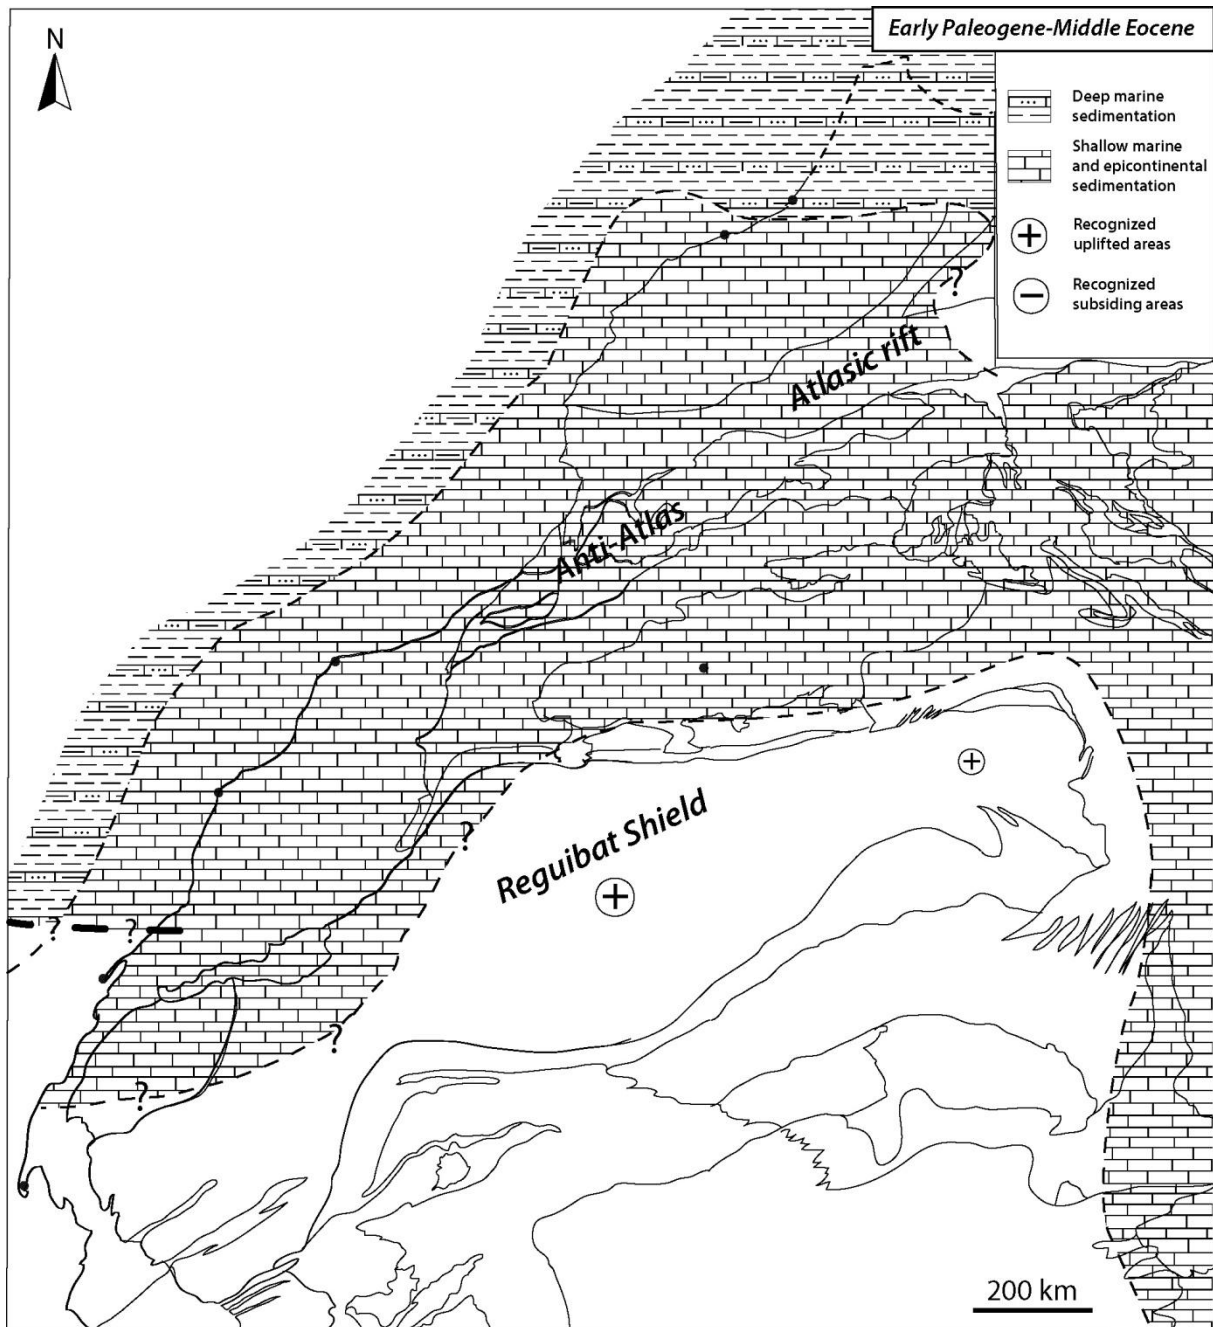 Early Paleogene-Middle Eocene
N
Deep marine
sedimentation
Shallow marine
and epicontinental
sedimentation
+
Recognized
uplifted areas
−
Recognized
subsiding areas
?
Atlasic rift
Anti-Atlas
+
?
Reguibat Shield
+
? ?
?
?
200 km